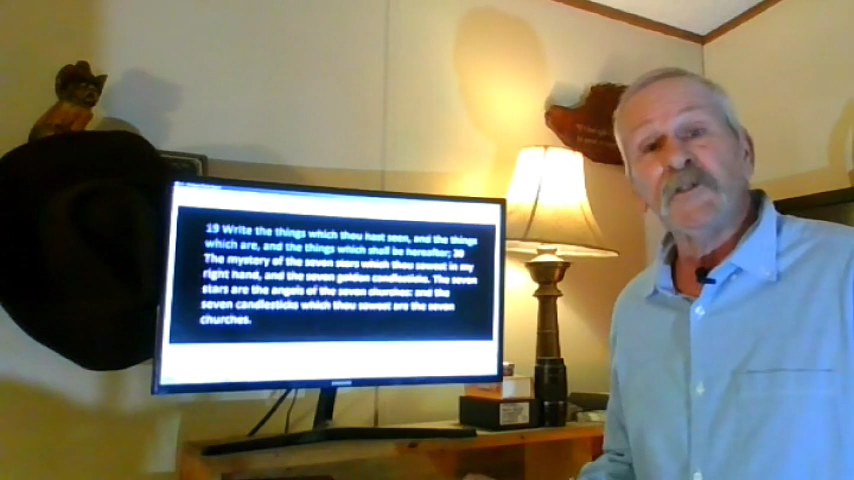 19 Write the things which thou hast seen, and the things
which are, and the things which shall be hereafter; 20
The mystery of the seven stars which thou sawest in my
right hand, and the seven golden candlesticks. The seven
stars are the angels of the seven churches: and the
seven candlesticks which thou sawest are the seven
churches.
SAMSUNG